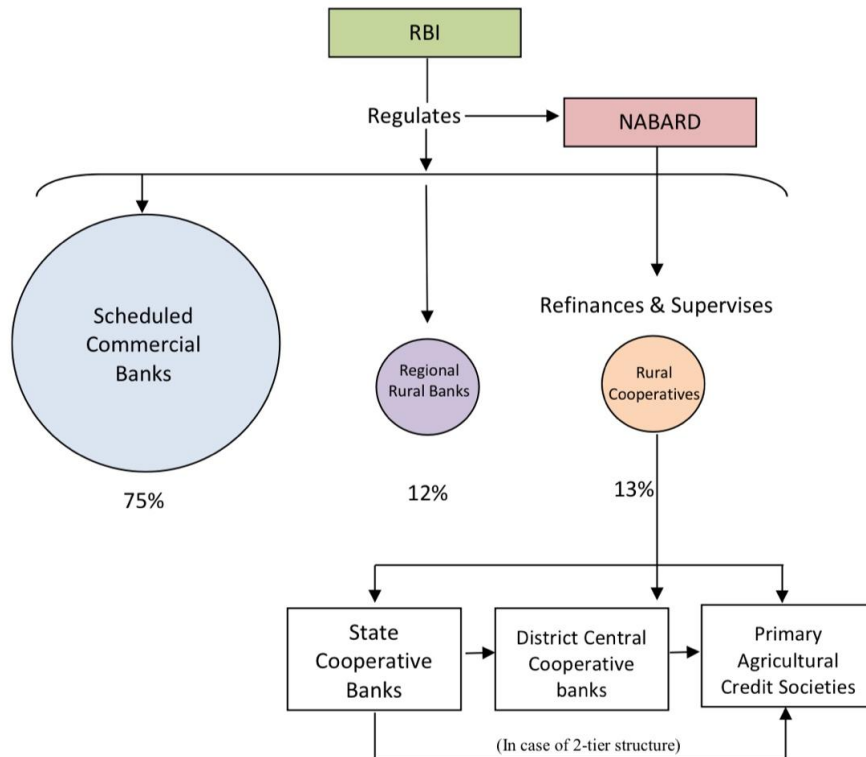 RBI
Regulates
NABARD
Refinances & Supervises
Scheduled
Commercial
Banks
Regional
Rural Banks
Rural
Cooperatives
75%
12%
13%
State
Cooperative
Banks
District Central
Cooperative
banks
Primary
Agricultural
Credit Societies
(In case of 2-tier structure)